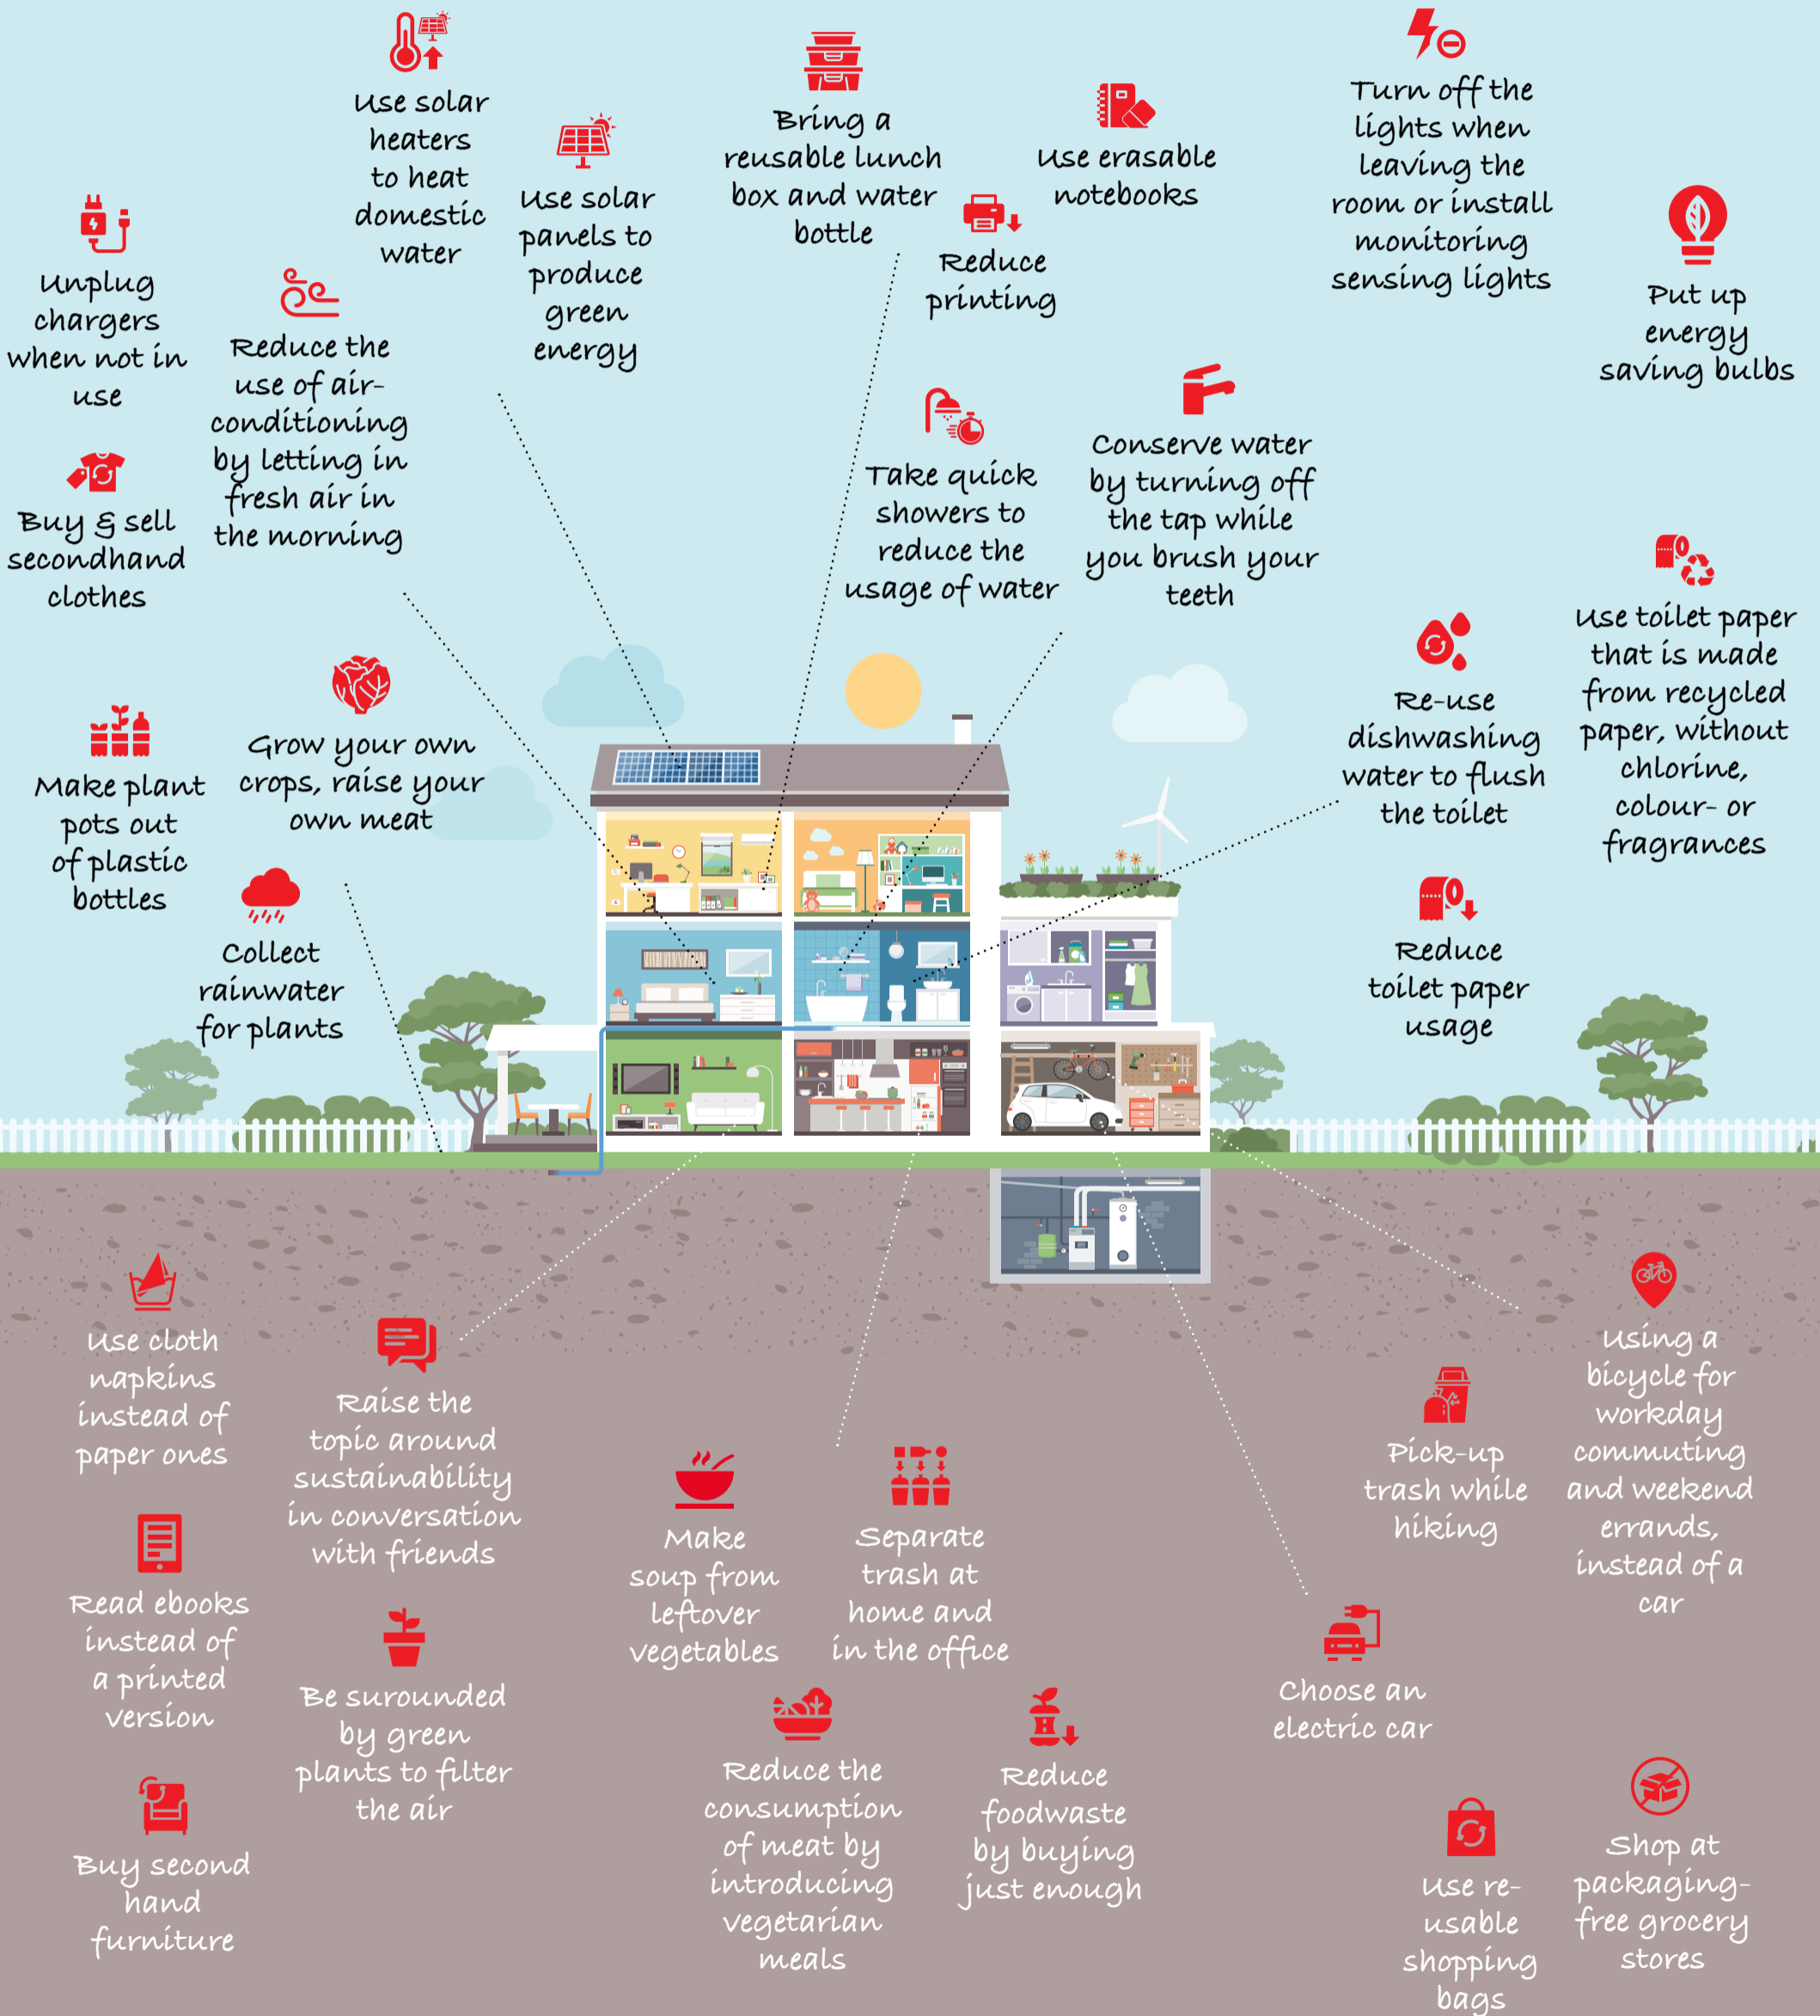 Use solar
heaters
to heat
domestic
water
Use solar
panels to
produce
green
energy
Bring a
reusable lunch
box and water
bottle
Use erasable
notebooks
Reduce
printing
Turn off the
lights when
leaving the
room or install
monitoring
sensing lights
Put up
energy
saving bulbs
Unplug
chargers
when not in
use
Reduce the
use of air-
conditioning
by letting in
fresh air in
the morning
Buy & sell
secondhand
clothes
Take quick
showers to
reduce the
usage of water
Conserve water
by turning off
the tap while
you brush your
teeth
Re-use
dishwashing
water to flush
the toilet
Use toilet paper
that is made
from recycled
paper, without
chlorine,
colour- or
fragrances
Make plant
pots out
of plastic
bottles
Grow your own
crops, raise your
own meat
Collect
rainwater
for plants
Reduce
toilet paper
usage
Use cloth
napkins
instead of
paper ones
Raise the
topic around
sustainability
in conversation
with friends
Read ebooks
instead of
a printed
version
Be surounded
by green
plants to filter
the air
Buy second
hand
furniture
Make
soup from
leftover
vegetables
Separate
trash at
home and
in the office
Reduce the
consumption
of meat by
introducing
vegetarian
meals
Reduce
foodwaste
by buying
just enough
Pick-up
trash while
hiking
Using a
bicycle for
workday
commuting
and weekend
errands,
instead of a
car
Choose an
electric car
Use re-
usable
shopping
bags
Shop at
packaging-
free grocery
stores